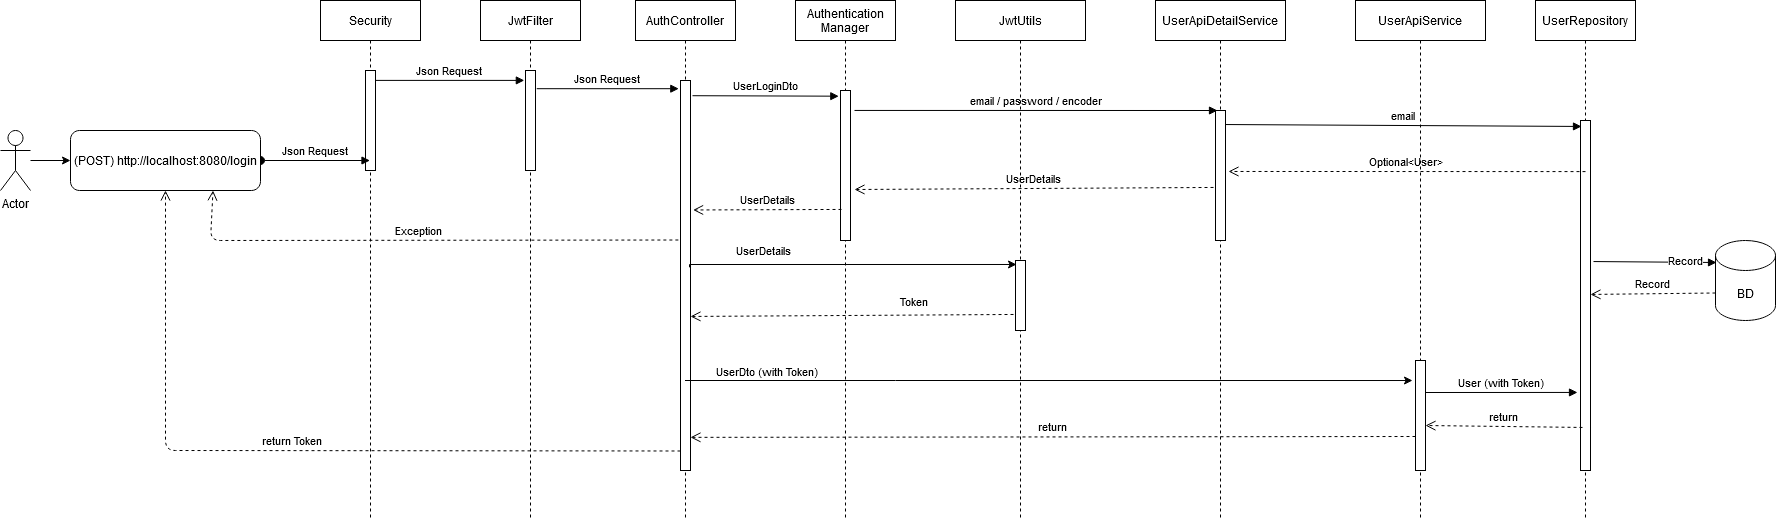 Security
JwtFilter
AuthController
Authentication
Manager
JwtUtils
UserApiDetailService
UserApiService
UserRepository
Json Request
Json Request
UserLoginDto
email / password / encoder
email
(POST) http://localhost:8080/login
Json Request
Optional<User>
UserDetails
UserDetails
Actor
Exception
UserDetails
Record
Record
BD
Token
UserDto (with Token)
User (with Token)
return
return
return Token